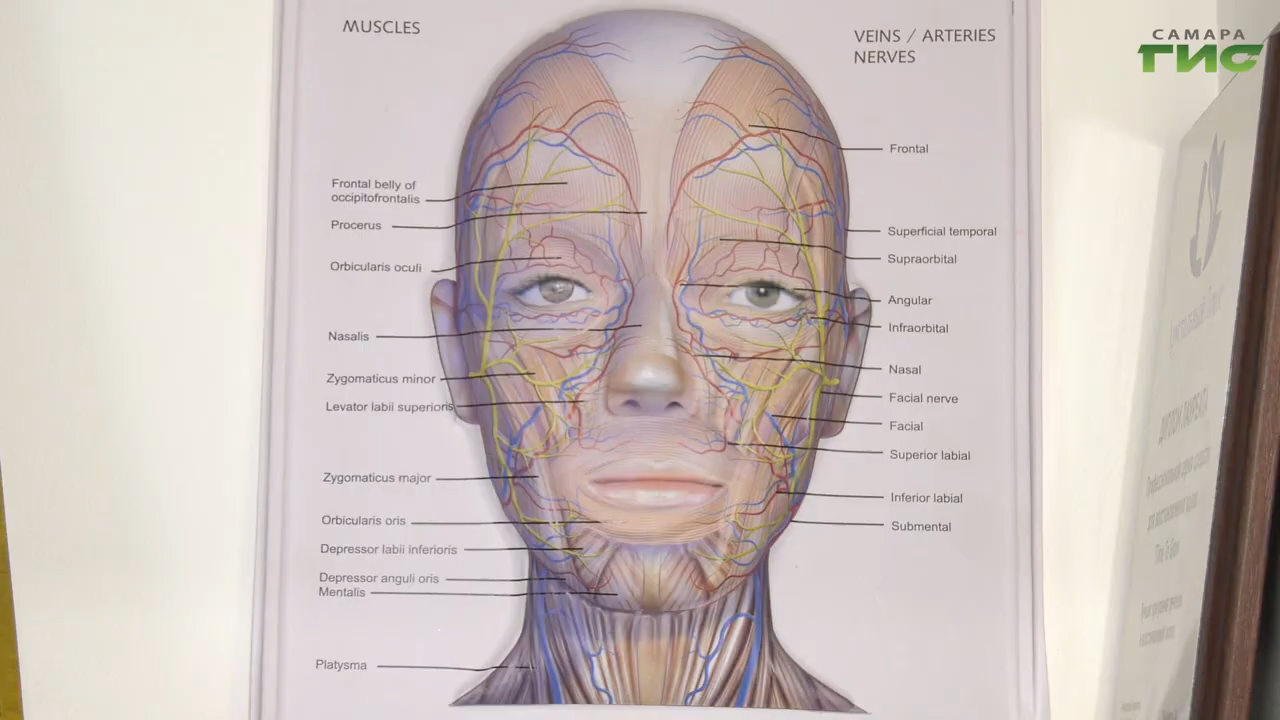 MUSCLES
Frontal belly of
occipitofrontalis
Procerus
Orbicularis oculi
Nasalis
Zygomaticus minor
Levator labii superioris
Zygomaticus major
Orbicularis oris
Depressor labii inferioris
Depressor anguli oris
Mentalis
Platysma
VEINS / ARTERIES
NERVES
Frontal
Superficial temporal
Supraorbital
Angular
Infraorbital
Nasal
Facial nerve
Facial
Superior labial
Inferior labial
Submental
САМАРА
ГИС